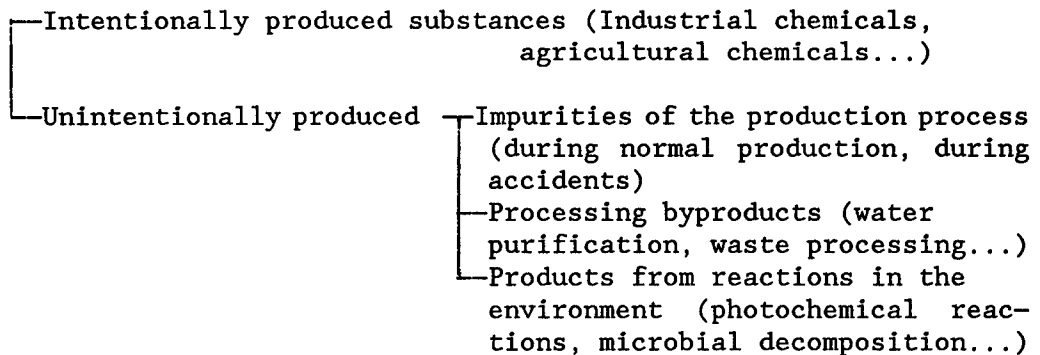 Intentionally produced substances (Industrial chemicals,
agricultural chemicals...)
Unintentionally produced Impurities of the production process
(during normal production, during
accidents)
Processing byproducts (water
purification, waste processing...)
Products from reactions in the
environment (photochemical reac-
tions, microbial decomposition...)